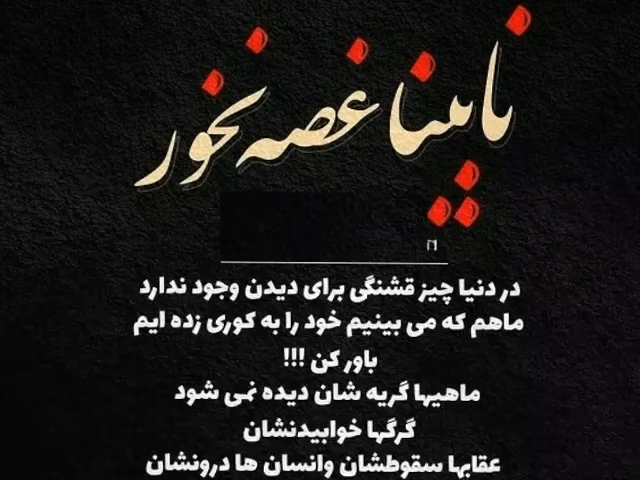 نابینا غصه نخور
در دنیا چیز قشنگی برای دیدن وجود ندارد
ماهم که می بینیم خود را به کوری زده ایم
باور کن !!!
ماهیها گریه شان دیده نمی شود
گرگها خوابیدنشان
عقابها سقوطشان وانسان ها درونشان